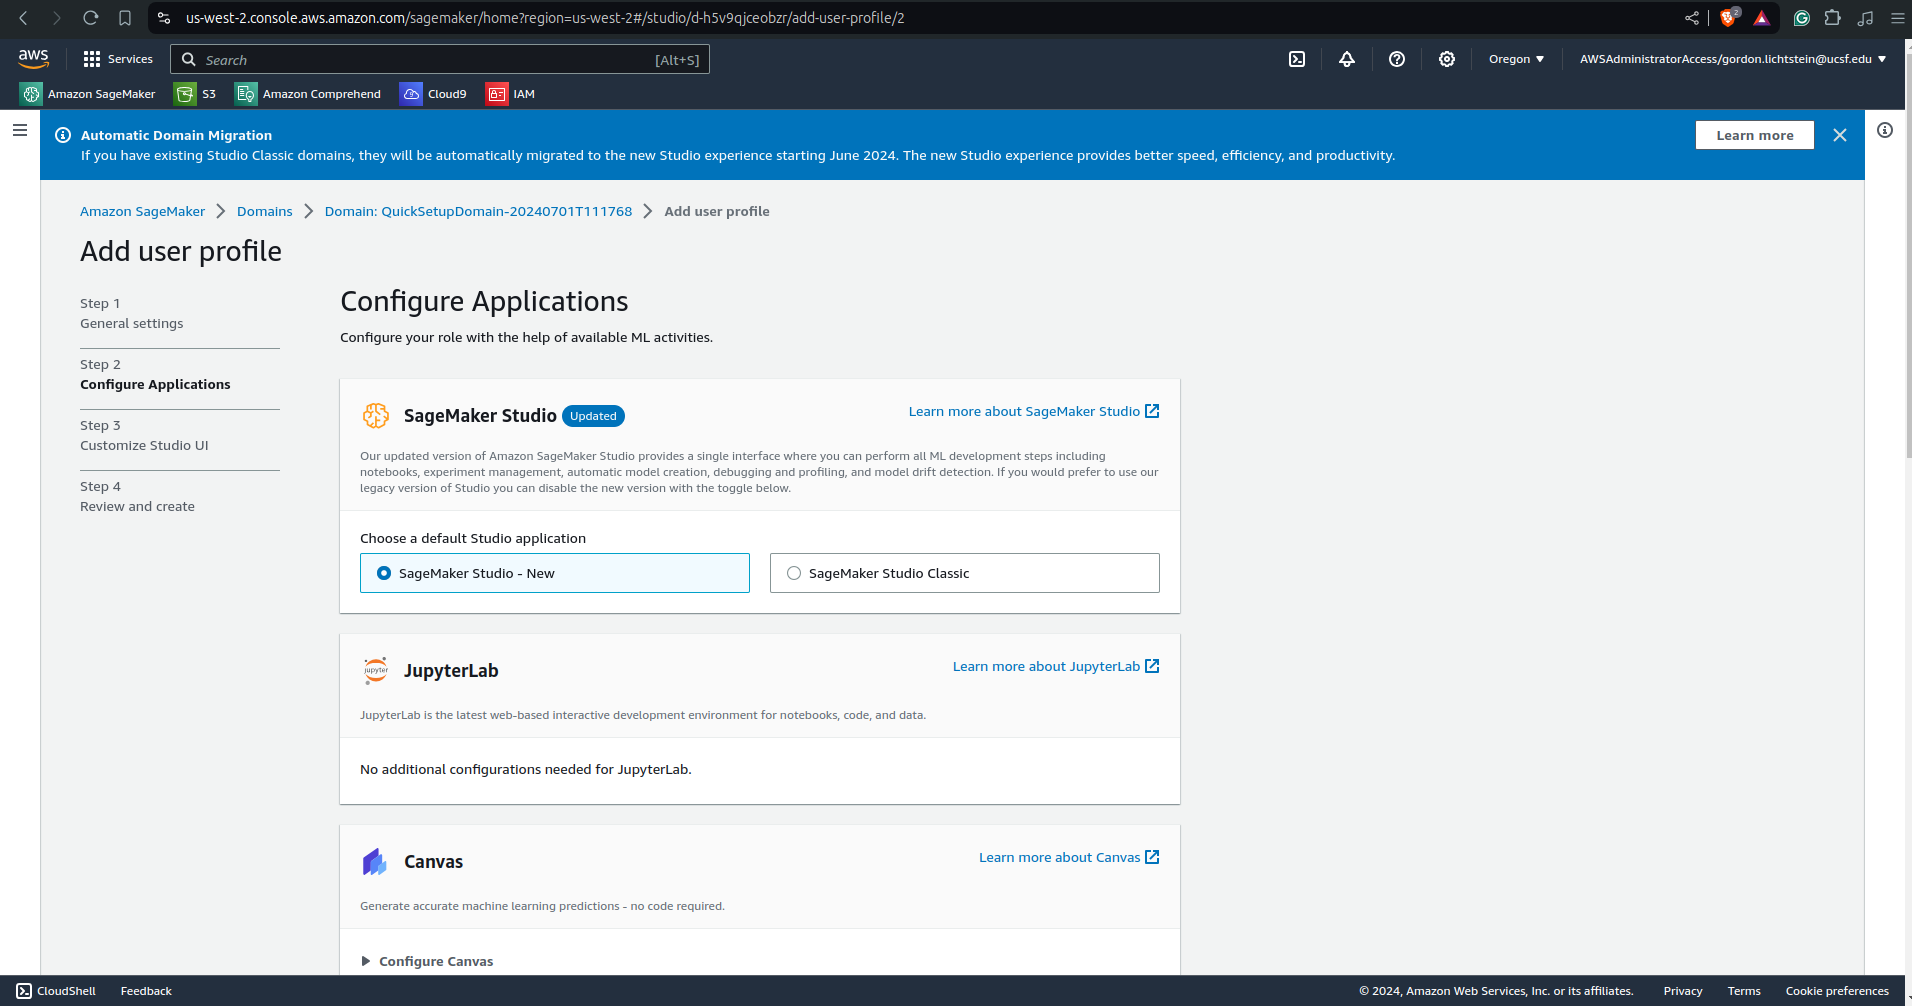 us-west-2.console.aws.amazon.com/sagemaker/home?region=us-west-2#/studio/d-h5v9qjceobzr/add-user-profile/2
2
aws
Services
Search
[Alt+S]
Oregon
AWSAdministratorAccess/gordon.lichtstein@ucsf.edu
Amazon SageMaker
S3
Amazon Comprehend
Cloud9
IAM
Automatic Domain Migration
If you have existing Studio Classic domains, they will be automatically migrated to the new Studio experience starting June 2024. The new Studio experience provides better speed, efficiency, and productivity.
Learn more
Amazon SageMaker
Domains
Domain: QuickSetupDomain-20240701T111768
Add user profile
Add user profile
Step 1
General settings
Step 2
Configure Applications
Step 3
Customize Studio UI
Step 4
Review and create
Configure Applications
Configure your role with the help of available ML activities.
SageMaker Studio
Updated
Learn more about SageMaker Studio
Our updated version of Amazon SageMaker Studio provides a single interface where you can perform all ML development steps including
notebooks, experiment management, automatic model creation, debugging and profiling, and model drift detection. If you would prefer to use our
legacy version of Studio you can disable the new version with the toggle below.
Choose a default Studio application
SageMaker Studio - New
SageMaker Studio Classic
jupyter
JupyterLab
Learn more about JupyterLab
JupyterLab is the latest web-based interactive development environment for notebooks, code, and data.
No additional configurations needed for JupyterLab.
Canvas
Learn more about Canvas
Generate accurate machine learning predictions - no code required.
Configure Canvas
CloudShell
Feedback
© 2024, Amazon Web Services, Inc. or its affiliates.
Privacy
Terms
Cookie preferences